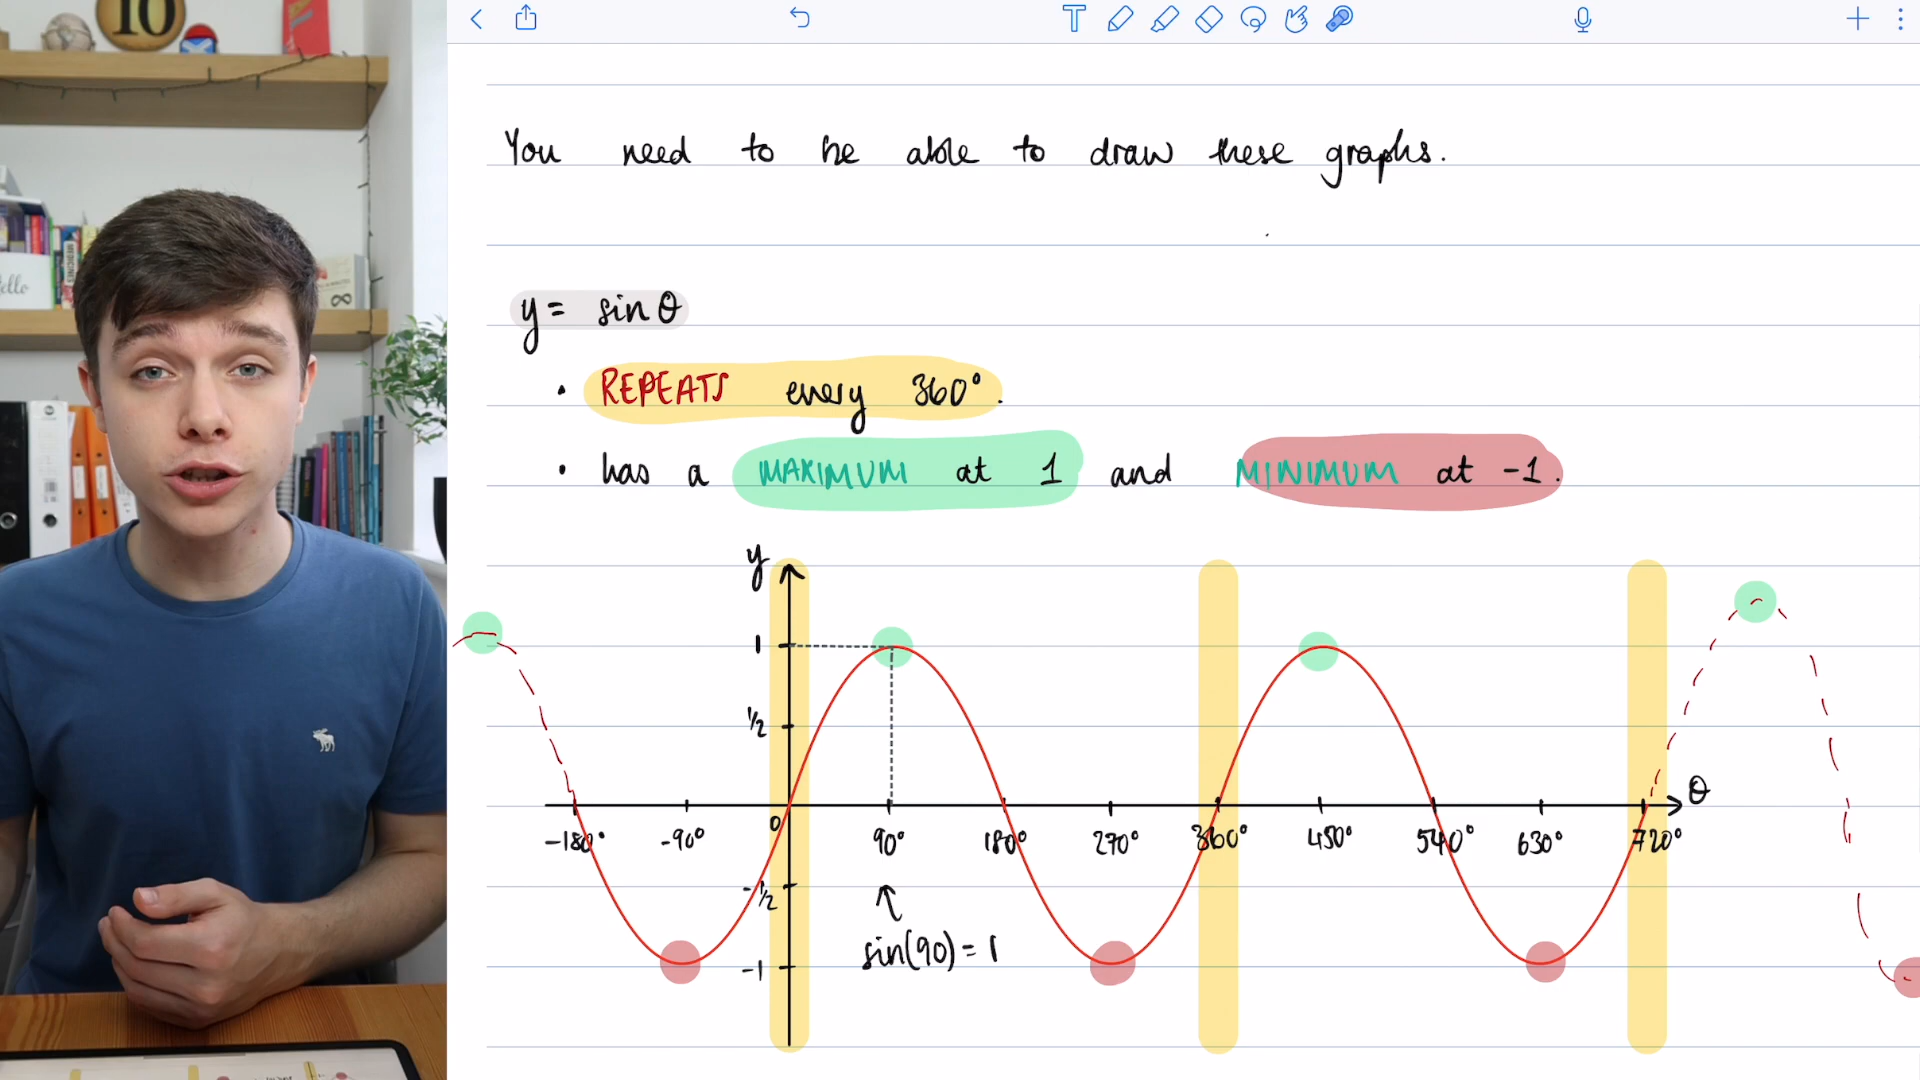 10
ello
You need to be able to draw these graphs.
y = sin θ
• REPEATS every 360°.
• has a MAXIMUM at 1 and MINIMUM at -1.
y
1
1/2
θ
0
-180° -90° 90° 180° 270° 360° 450° 540° 630° 720°
-1/2
sin(90) = 1
-1